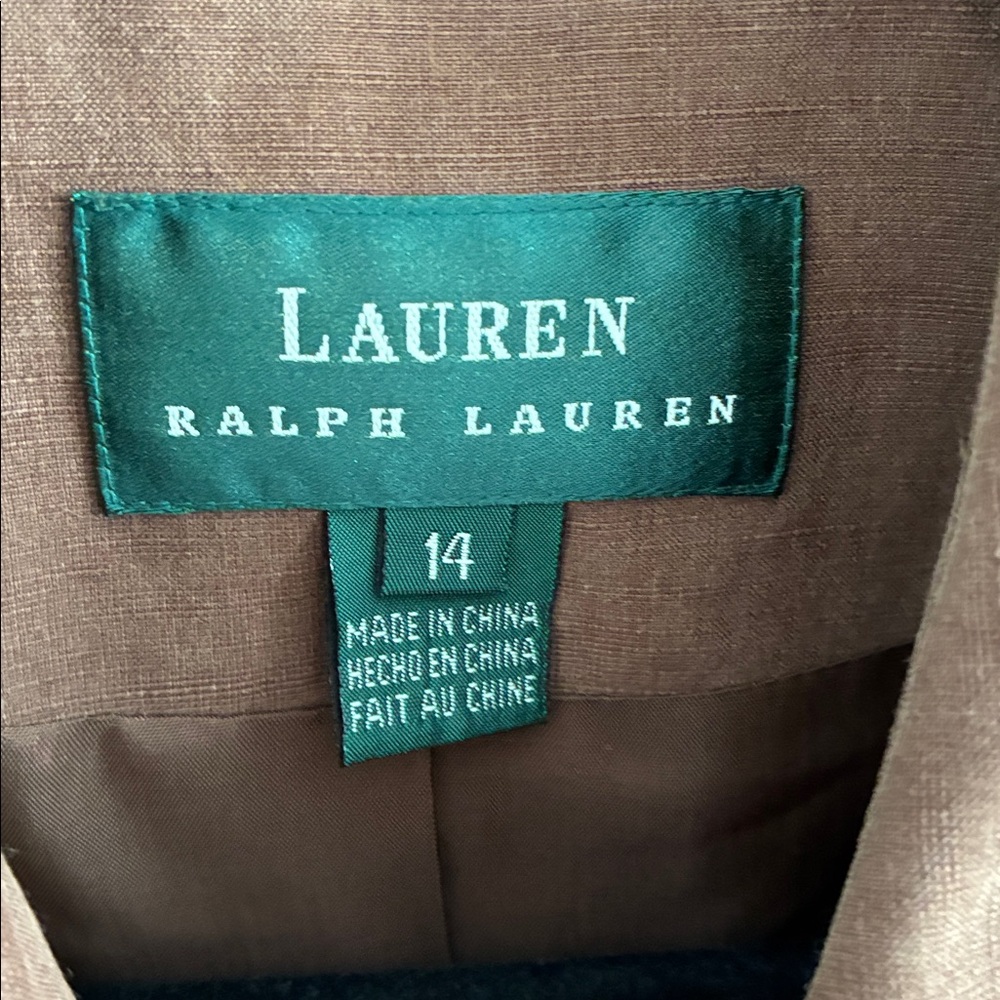 LAUREN
RALPH LAUREN
14
MADE IN CHINA
HECHO EN CHINA
FAIT AU CHINE